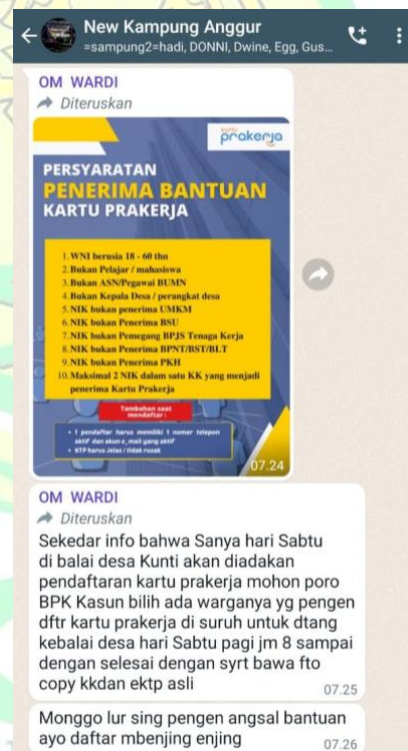 New Kampung Anggur
=sampung2=hadi, DONNI, Dwine, Egg, Gus...
OM WARDI
Diteruskan
kartu
prakerja
PERSYARATAN
PENERIMA BANTUAN
KARTU PRAKERJA
1. WNI berusia 18 - 60 thn
2. Bukan Pelajar / mahasiswa
3. Bukan ASN/Pegawai BUMN
4. Bukan Kepala Desa / perangkat desa
5. NIK bukan penerima UMKM
6. NIK bukan Penerima BSU
7. NIK bukan Pemegang BPJS Tenaga Kerja
8. NIK bukan Penerima BPNT/BST/BLT
9. NIK bukan Penerima PKH
10. Maksimal 2 NIK dalam satu KK yang menjadi
penerima Kartu Prakerja
Tambahan saat
mendaftar :
• 1 pendaftar harus memiliki 1 nomer telepon
aktif dan akun e_mail yang aktif
• KTP harus Jelas / tidak rusak
07.24
OM WARDI
Diteruskan
Sekedar info bahwa Sanya hari Sabtu
di balai desa Kunti akan diadakan
pendaftaran kartu prakerja mohon poro
BPK Kasun bilih ada warganya yg pengen
dftr kartu prakerja di suruh untuk dtang
kebalai desa hari Sabtu pagi jm 8 sampai
dengan selesai dengan syrt bawa fto
copy kkdan ektp asli
07.25
Monggo lur sing pengen angsal bantuan
ayo daftar mbenjing enjing
07.26